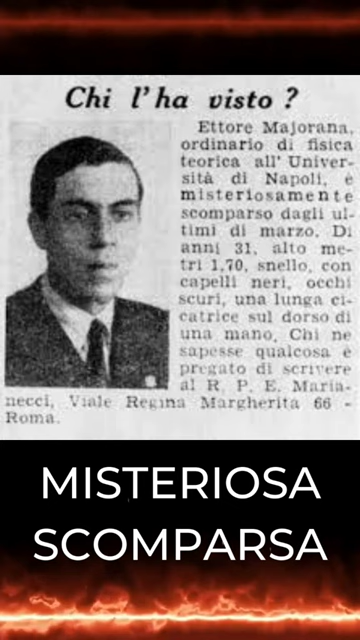 Chi l'ha visto ?
Ettore Majorana,
ordinario di fisica
teorica all' Univer-
sità di Napoli, è
misteriosamente
scomparso dagli ul-
timi di marzo. Di
anni 31, alto me-
tri 1,70, snello, con
capelli neri, occhi
scuri, una lunga ci-
catrice sul dorso di
una mano. Chi ne
sapesse qualcosa è
pregato di scrivere
al R. P. E. Maria-
necci, Viale Regina Margherita 66 -
Roma.
MISTERIOSA
SCOMPARSA